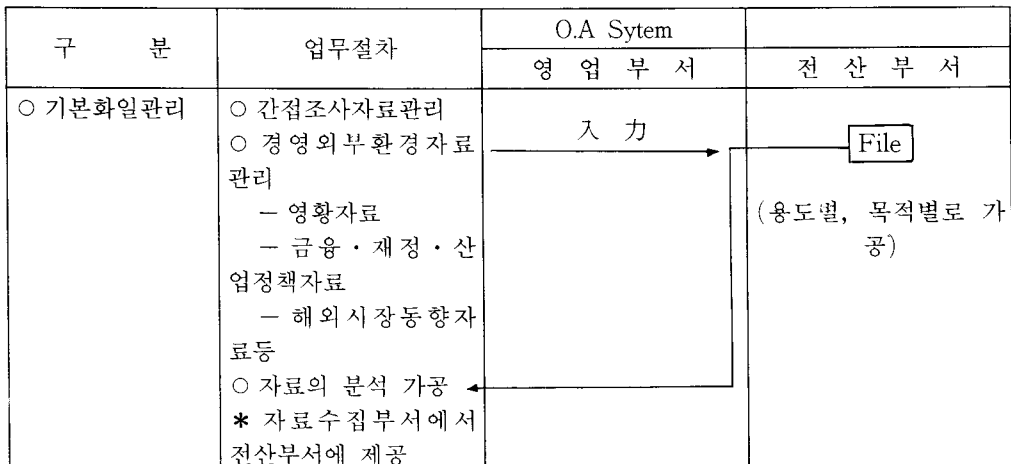 구 분 업무절차 O.A Sytem
영 업 부 서 전 산 부 서
○ 기본화일관리
○ 간접조사자료관리
○ 경영외부환경자료
관리
— 영황자료
— 금융·재정·산
업정책자료
— 해외시장동향자
료등
○ 자료의 분석 가공
* 자료수집부서에서
전산부서에 제공
入 力
File
(용도별, 목적별로 가
공)